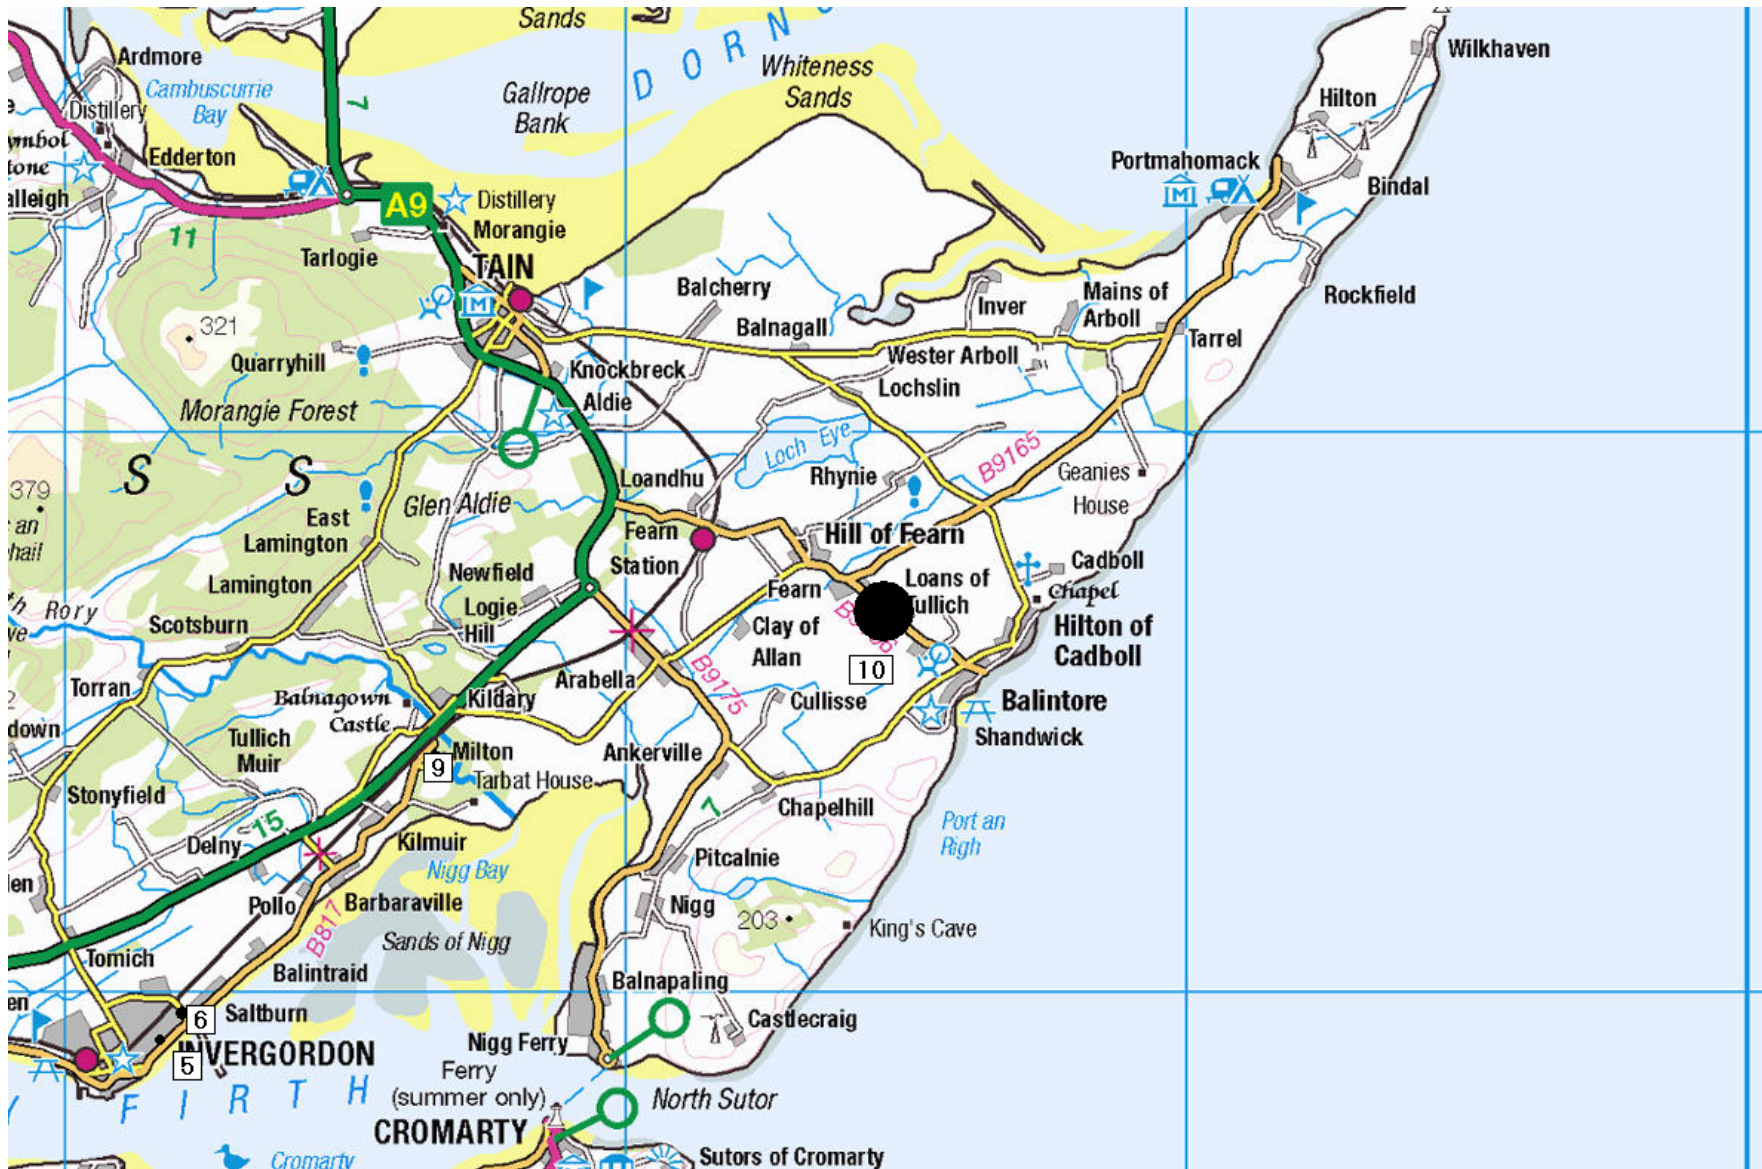 Sands
Ardmore
Wilkhaven
DORN
Cambuscurrie
Bay
Whiteness
Sands
Gallrope
Bank
7
Hilton
Distillery
Edderton
Portmahomack
Bindal
A9
Distillery
Morangie
11
Tarlogie
TAIN
Balcherry
Inver
Mains of
Arboll
Rockfield
321
Balnagall
Tarrel
Quarryhill
Knockbreck
Wester Arboll
Lochslin
Aldie
Morangie Forest
Loch Eye
B9165
S S
Loandhu
Rhynie
Geanies
House
379
Glen Aldie
East
Lamington
Fearn
Station
Hill of Fearn
Cadboll
Chapel
Lamington
Newfield
Fearn
Loans of
Tullich
Rory
Scotsburn
Logie
Hill
Clay of
Allan
Hilton of
Cadboll
10
Torran
Balnagown
Castle
Kildary
Arabella
B9175
Cullisse
Balintore
Shandwick
Tullich
Muir
Milton
Ankerville
9
Tarbat House
Stonyfield
15
Chapelhill
7
Port an
Righ
Delny
Kilmuir
Nigg Bay
Pitcalnie
Pollo
Barbaraville
Nigg
203
King's Cave
B817
Sands of Nigg
Tomich
Balintraid
Balnapaling
6
Saltburn
Castlecraig
5
INVERGORDON
Nigg Ferry
Ferry
(summer only)
FIRTH
North Sutor
CROMARTY
Cromarty
Sutors of Cromarty